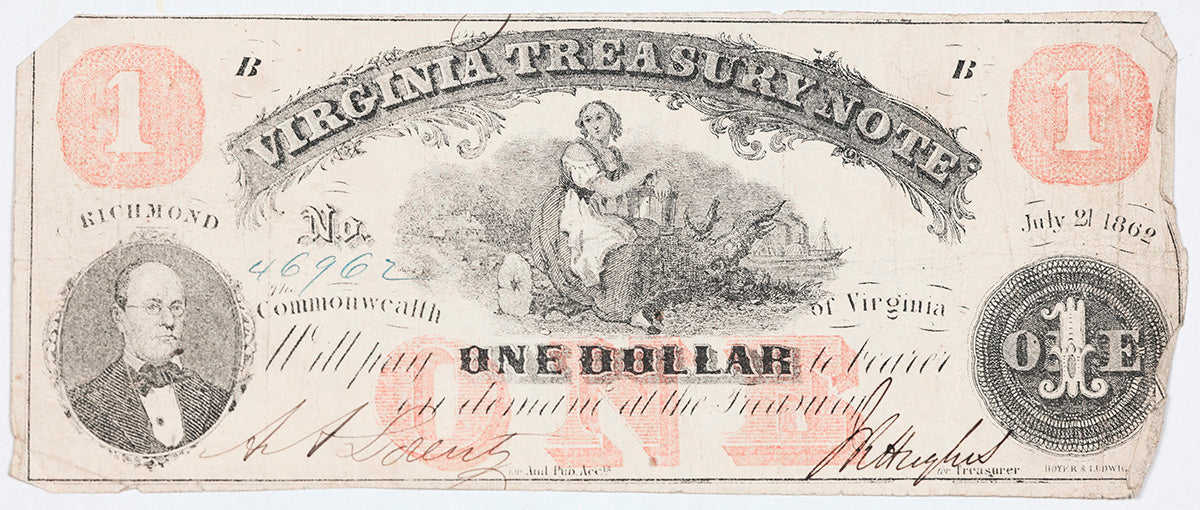 1 B B 1
VIRGINIA TREASURY NOTE
RICHMOND
July 21 1862
No.
46962
The
Commonwealth of Virginia
Will pay ONE DOLLAR to bearer
on demand at the Treasury
ONE
O1E
for Aud Pub. Accts
for Treasurer
HOYER & LUDWIG